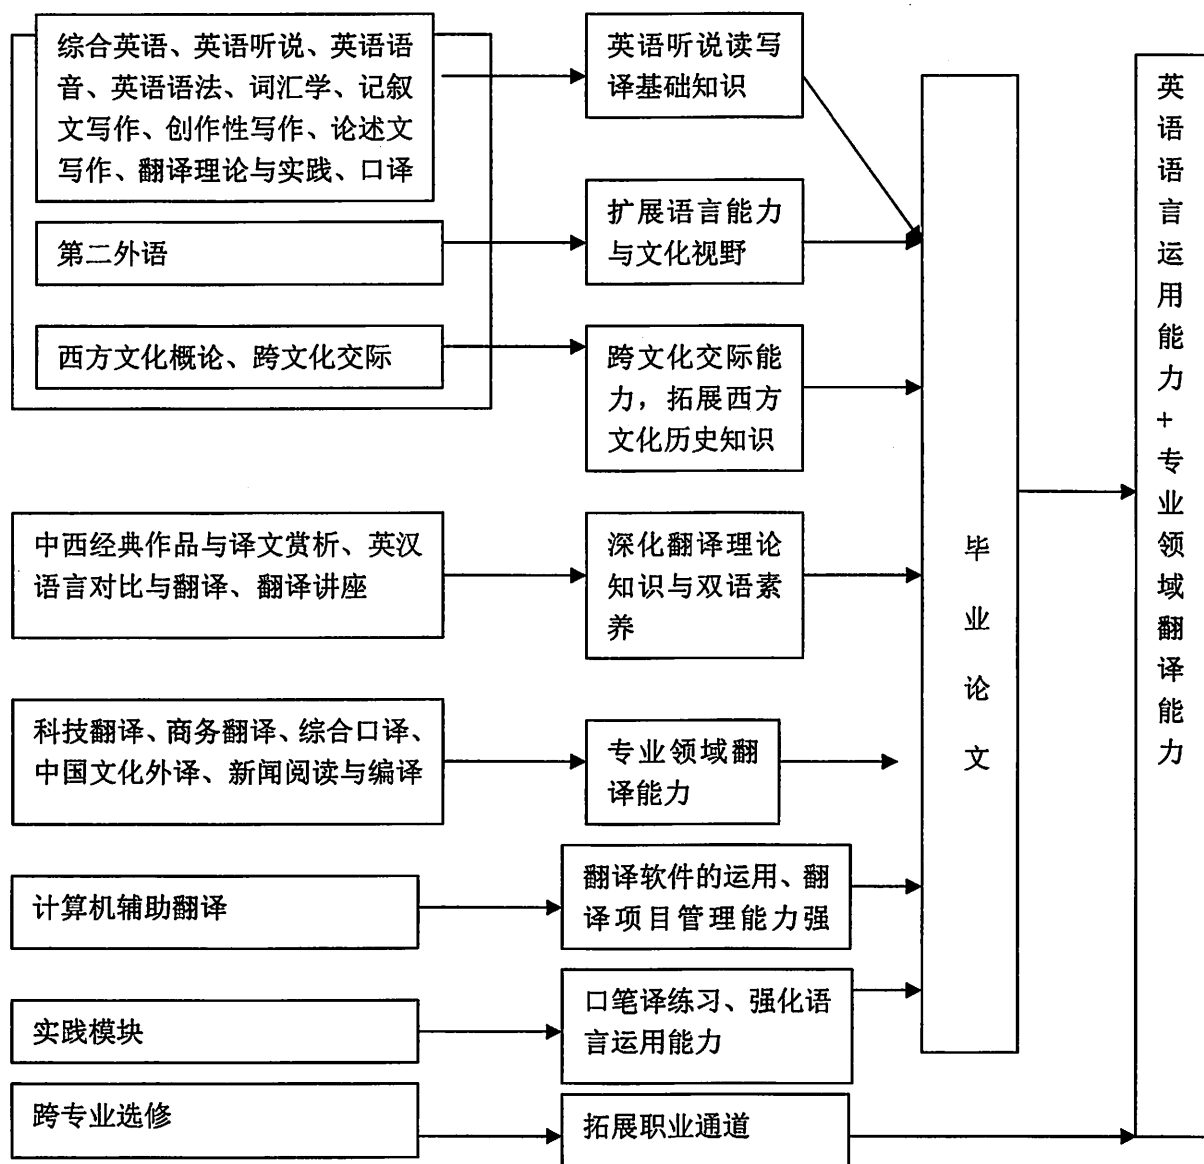 综合英语、英语听说、英语语
音、英语语法、词汇学、记叙
文写作、创作性写作、论述文
写作、翻译理论与实践、口译
英语听说读写
译基础知识
第二外语
扩展语言能力
与文化视野
西方文化概论、跨文化交际
跨文化交际能
力，拓展西方
文化历史知识
中西经典作品与译文赏析、英汉
语言对比与翻译、翻译讲座
深化翻译理论
知识与双语素
养
科技翻译、商务翻译、综合口译、
中国文化外译、新闻阅读与编译
专业领域翻
译能力
计算机辅助翻译
翻译软件的运用、翻
译项目管理能力强
实践模块
口笔译练习、强化语
言运用能力
跨专业选修
拓展职业通道
毕业论文
英语语言运用能力+专业领域翻译能力